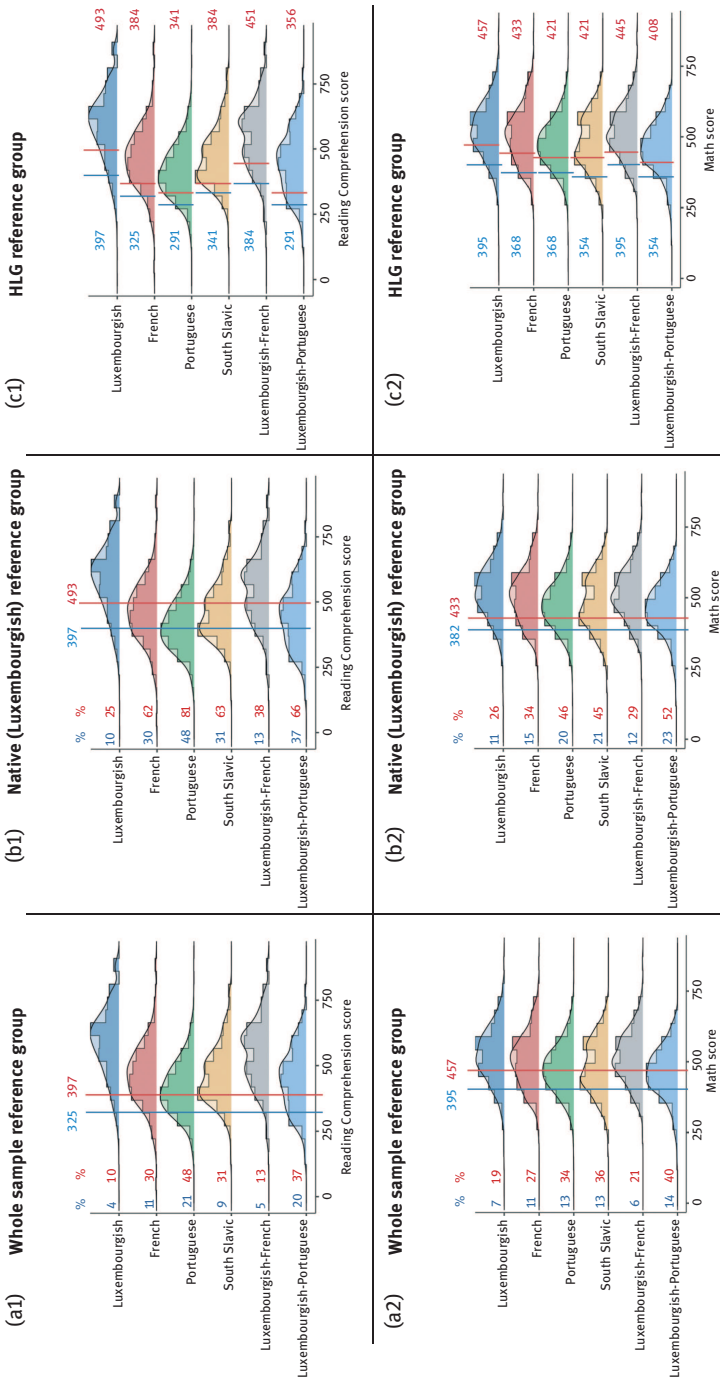 (a1) Whole sample reference group
325 397
% %
Luxembourgish 4 10
French 11 30
Portuguese 21 48
South Slavic 9 31
Luxembourgish-French 5 13
Luxembourgish-Portuguese 20 37
0 250 500 750
Reading Comprehension score
(b1) Native (Luxembourgish) reference group
397 493
% %
Luxembourgish 10 25
French 30 62
Portuguese 48 81
South Slavic 31 63
Luxembourgish-French 13 38
Luxembourgish-Portuguese 37 66
0 250 500 750
Reading Comprehension score
(c1) HLG reference group
Luxembourgish 397 493
French 325 384
Portuguese 291 341
South Slavic 341 384
Luxembourgish-French 384 451
Luxembourgish-Portuguese 291 356
0 250 500 750
Reading Comprehension score
(a2) Whole sample reference group
395 457
% %
Luxembourgish 7 19
French 11 27
Portuguese 13 34
South Slavic 13 36
Luxembourgish-French 6 21
Luxembourgish-Portuguese 14 40
0 250 500 750
Math score
(b2) Native (Luxembourgish) reference group
382 433
% %
Luxembourgish 11 26
French 15 34
Portuguese 20 46
South Slavic 21 45
Luxembourgish-French 12 29
Luxembourgish-Portuguese 23 52
0 250 500 750
Math score
(c2) HLG reference group
Luxembourgish 395 457
French 368 433
Portuguese 368 421
South Slavic 354 421
Luxembourgish-French 395 445
Luxembourgish-Portuguese 354 408
0 250 500 750
Math score